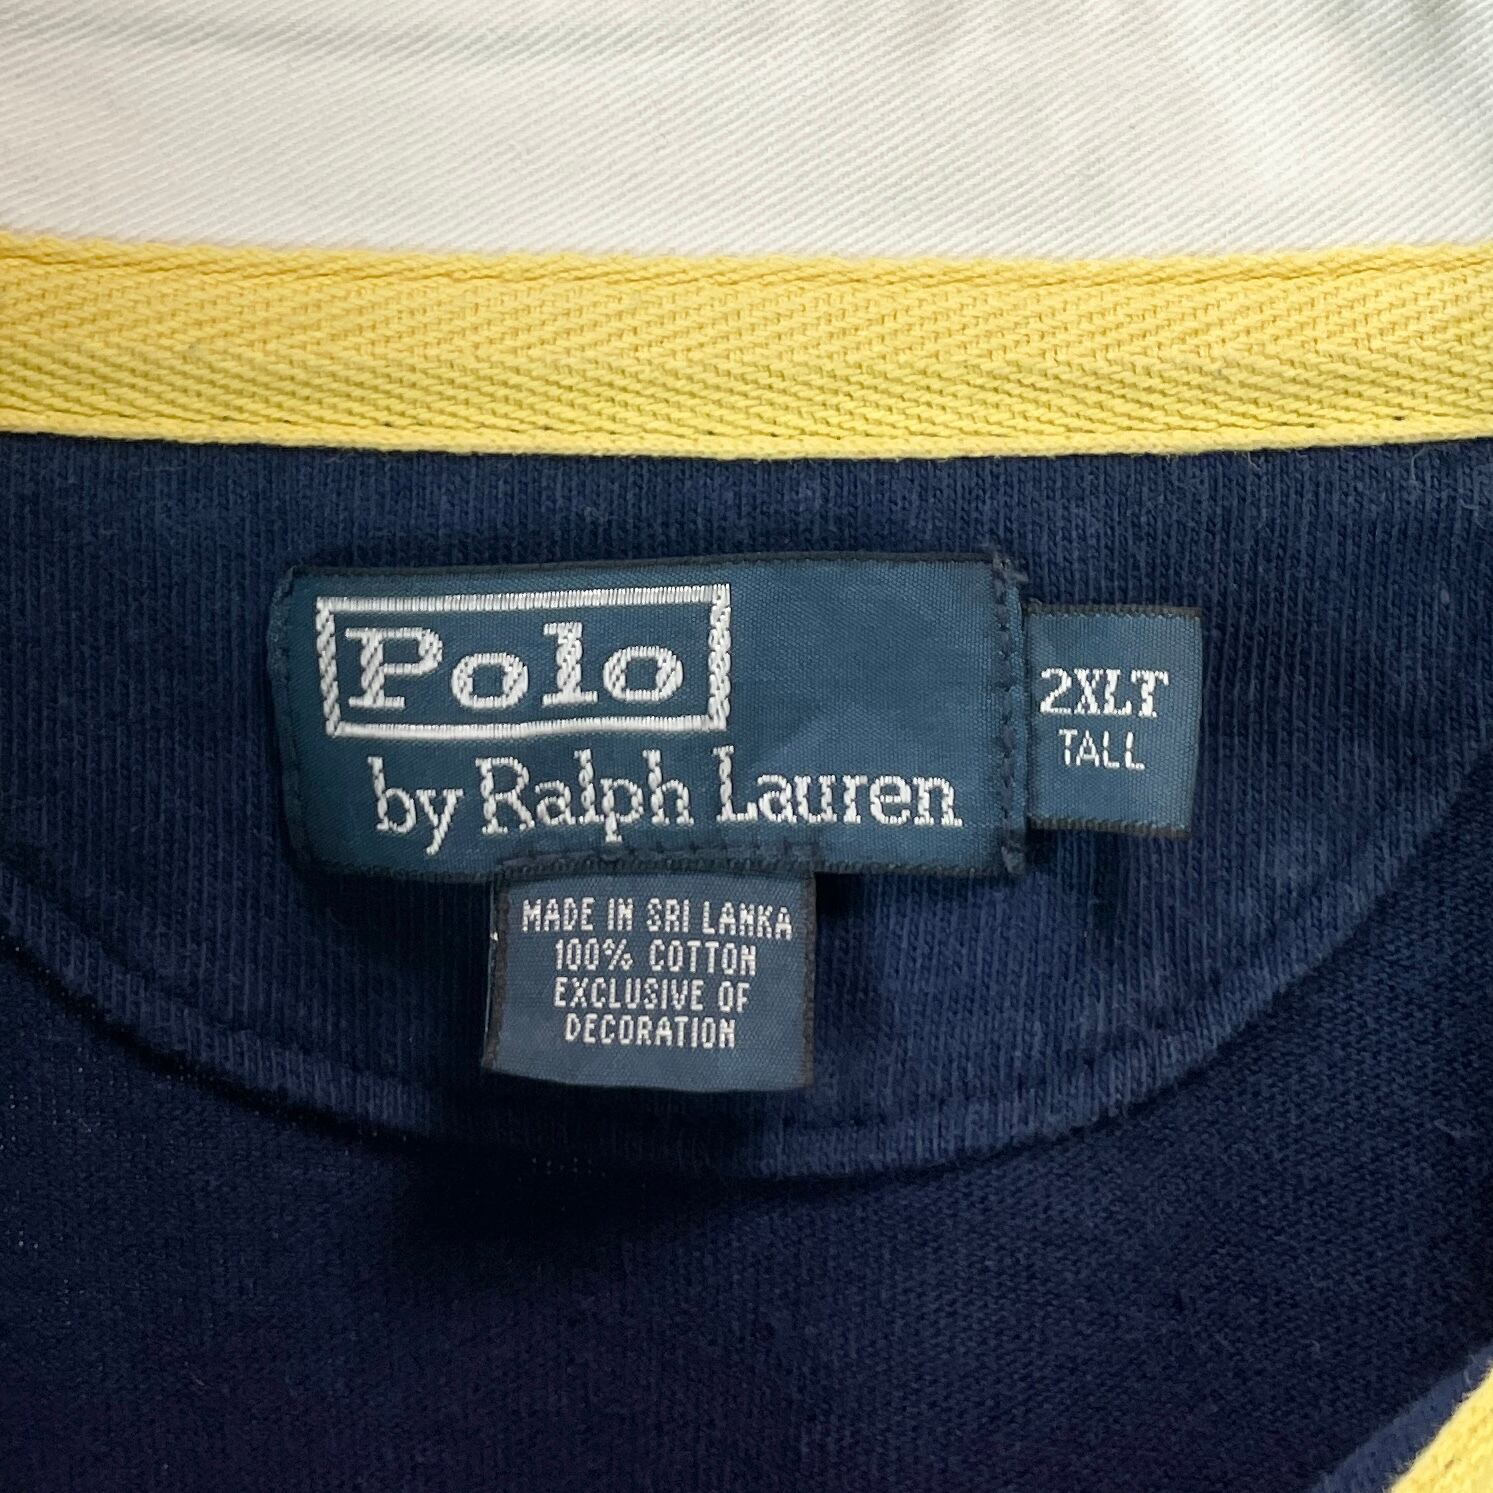 Polo
by Ralph Lauren
2XLT
TALL
MADE IN SRI LANKA
100% COTTON
EXCLUSIVE OF
DECORATION